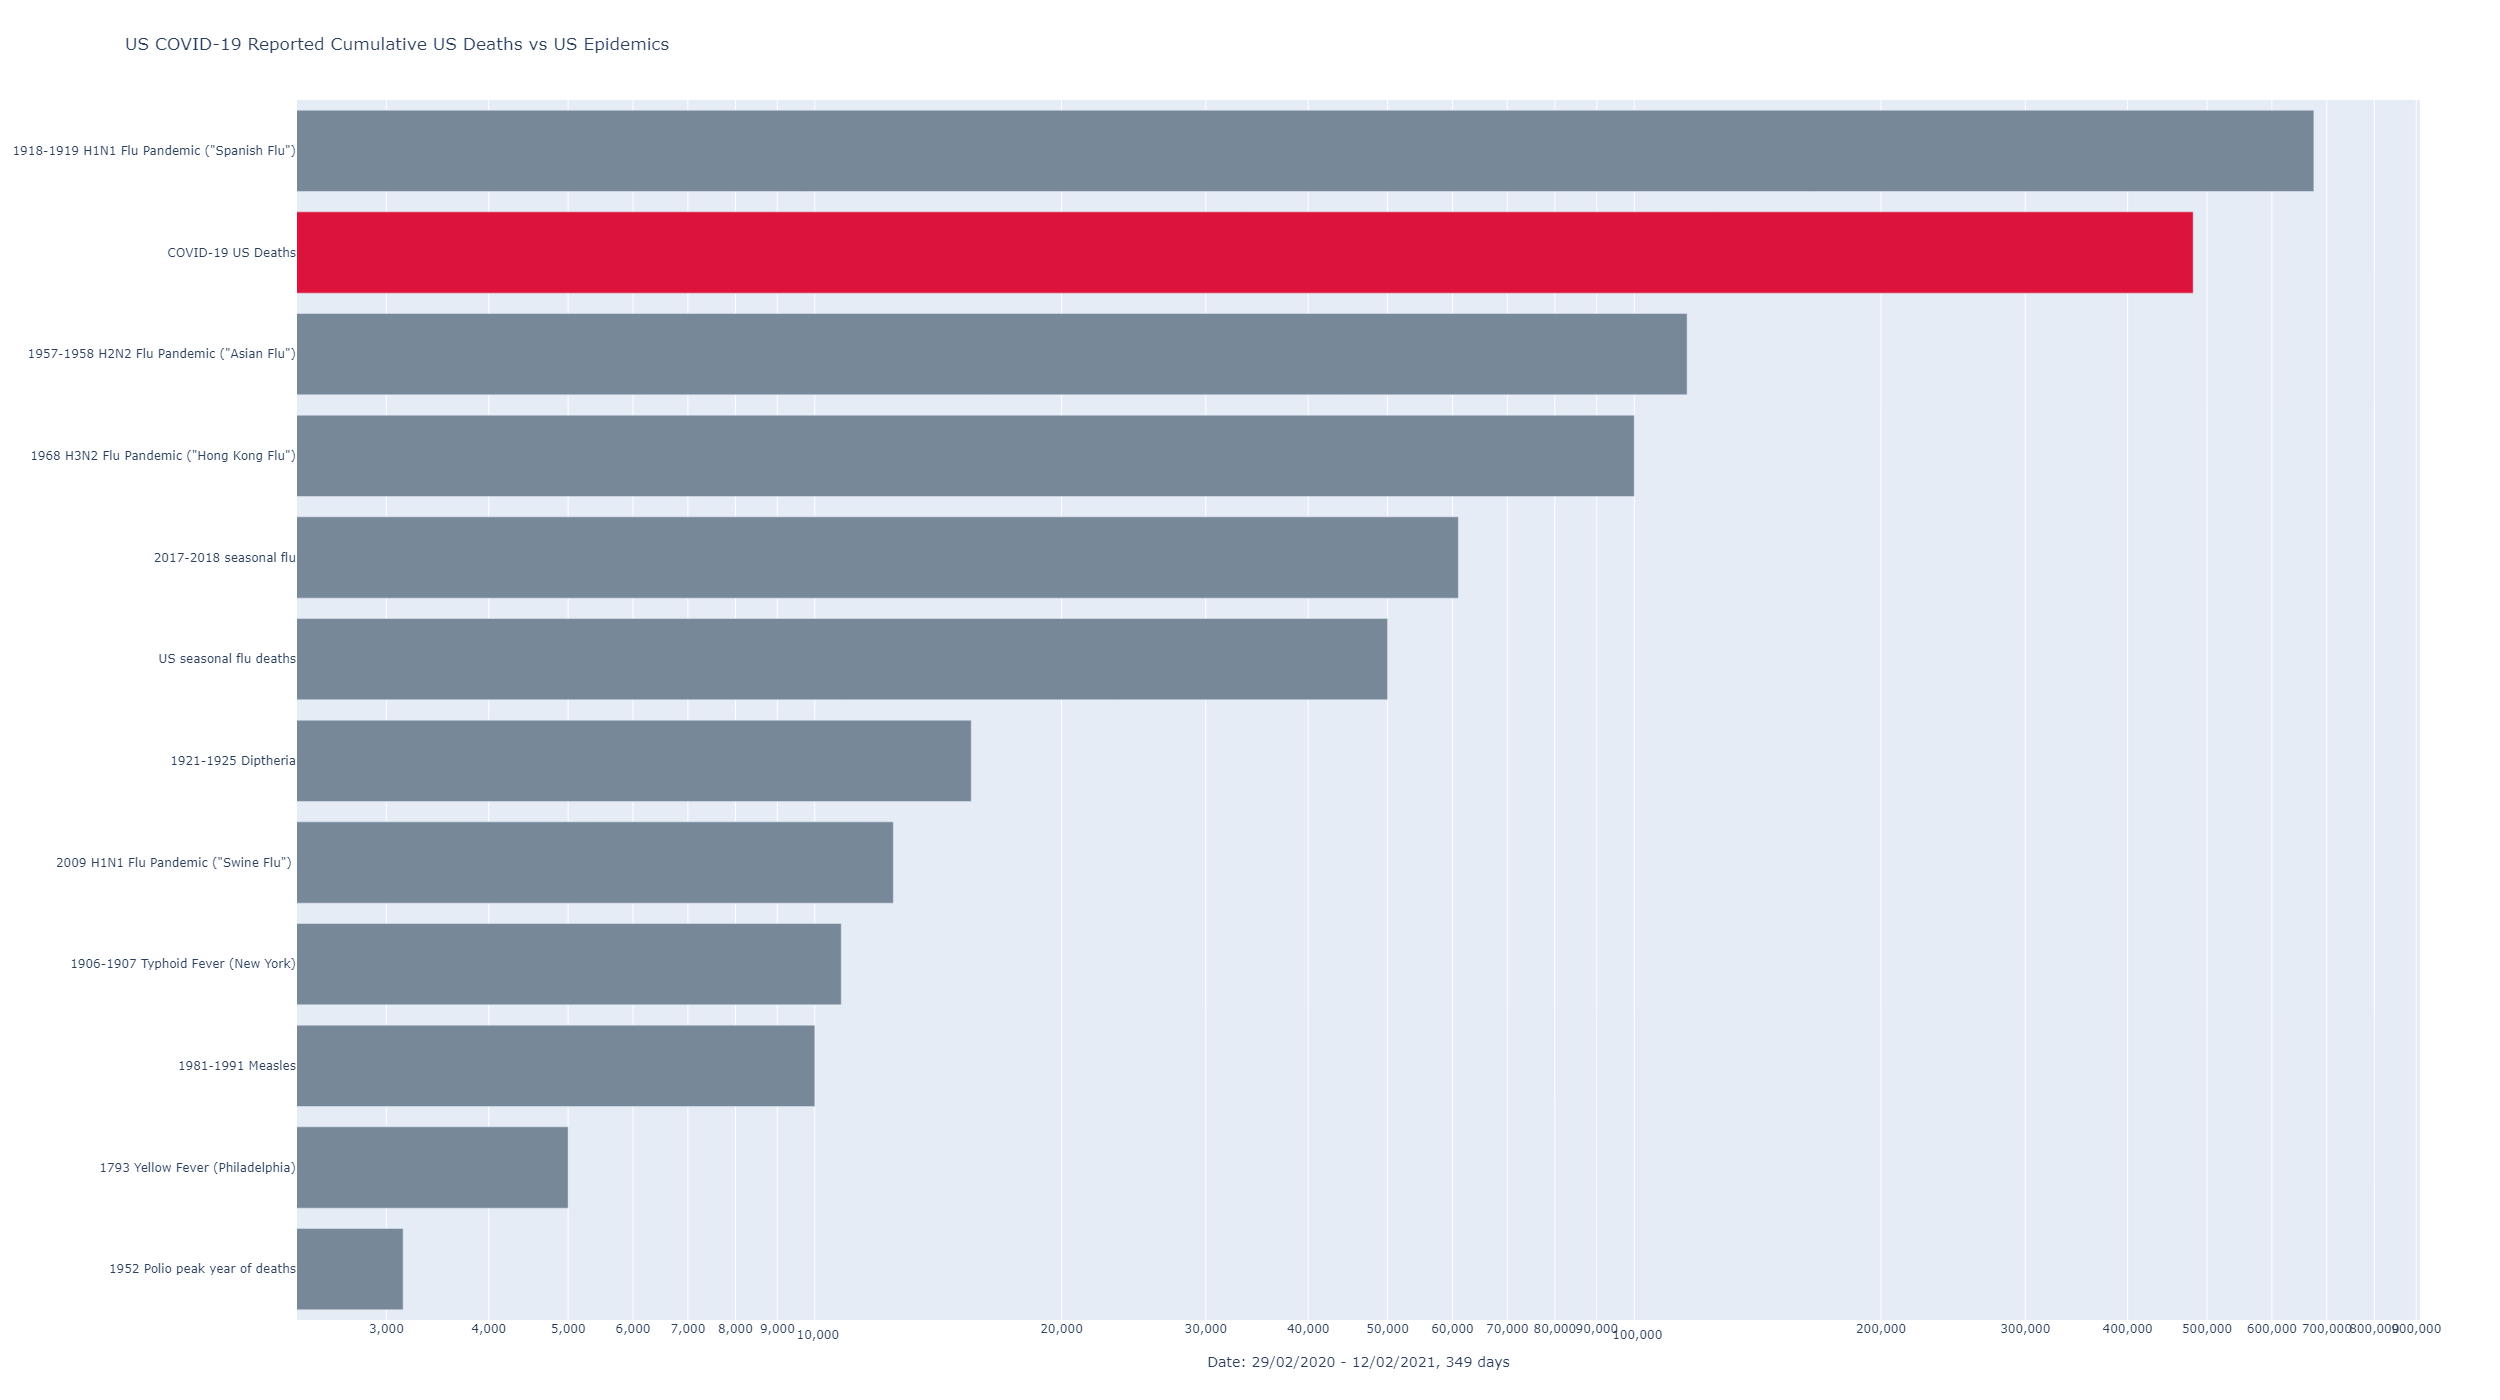 US COVID-19 Reported Cumulative US Deaths vs US Epidemics
1918-1919 H1N1 Flu Pandemic ("Spanish Flu")
COVID-19 US Deaths
1957-1958 H2N2 Flu Pandemic ("Asian Flu")
1968 H3N2 Flu Pandemic ("Hong Kong Flu")
2017-2018 seasonal flu
US seasonal flu deaths
1921-1925 Diptheria
2009 H1N1 Flu Pandemic ("Swine Flu")
1906-1907 Typhoid Fever (New York)
1981-1991 Measles
1793 Yellow Fever (Philadelphia)
1952 Polio peak year of deaths
3,000 4,000 5,000 6,000 7,000 8,000 9,000 10,000 20,000 30,000 40,000 50,000 60,000 70,000 80,000 90,000 100,000 200,000 300,000 400,000 500,000 600,000 700,000 800,000 900,000
Date: 29/02/2020 - 12/02/2021, 349 days